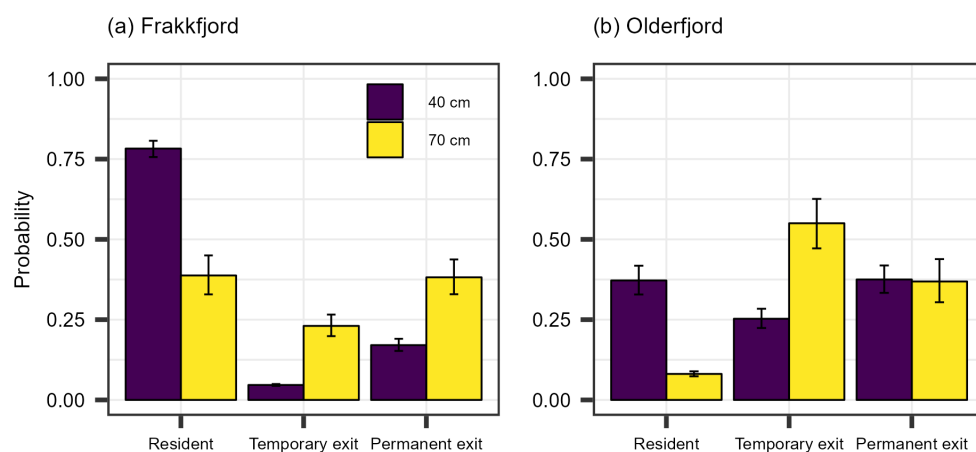 (a) Frakkfjord
(b) Olderfjord
Probability
1.00
0.75
0.50
0.25
0.00
40 cm
70 cm
Resident
Temporary exit
Permanent exit
1.00
0.75
0.50
0.25
0.00
Resident
Temporary exit
Permanent exit